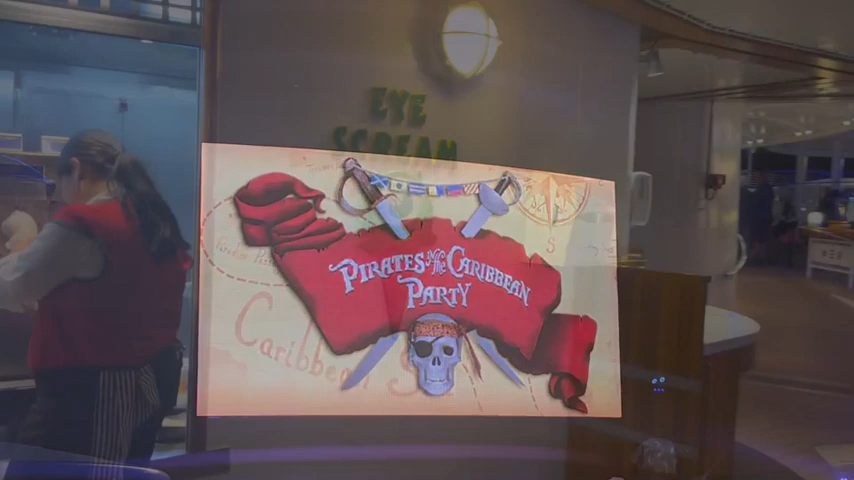 EYE
SCREAM
PIRATES IN THE CARIBBEAN
PARTY
Caribbean S
S